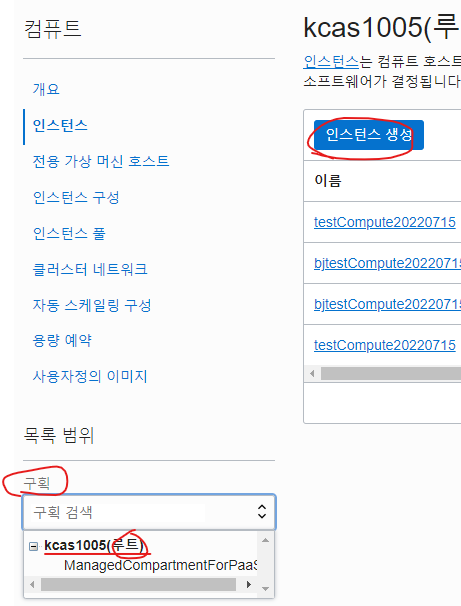 컴퓨트
개요
인스턴스
전용 가상 머신 호스트
인스턴스 구성
인스턴스 풀
클러스터 네트워크
자동 스케일링 구성
용량 예약
사용자정의 이미지
목록 범위
구획
구획 검색
kcas1005(루트)
ManagedCompartmentForPaaS
kcas1005(루
인스턴스는 컴퓨트 호스트
소프트웨어가 결정됩니다
인스턴스 생성
이름
testCompute20220715
bjtestCompute20220715
bjtestCompute20220715
testCompute20220715